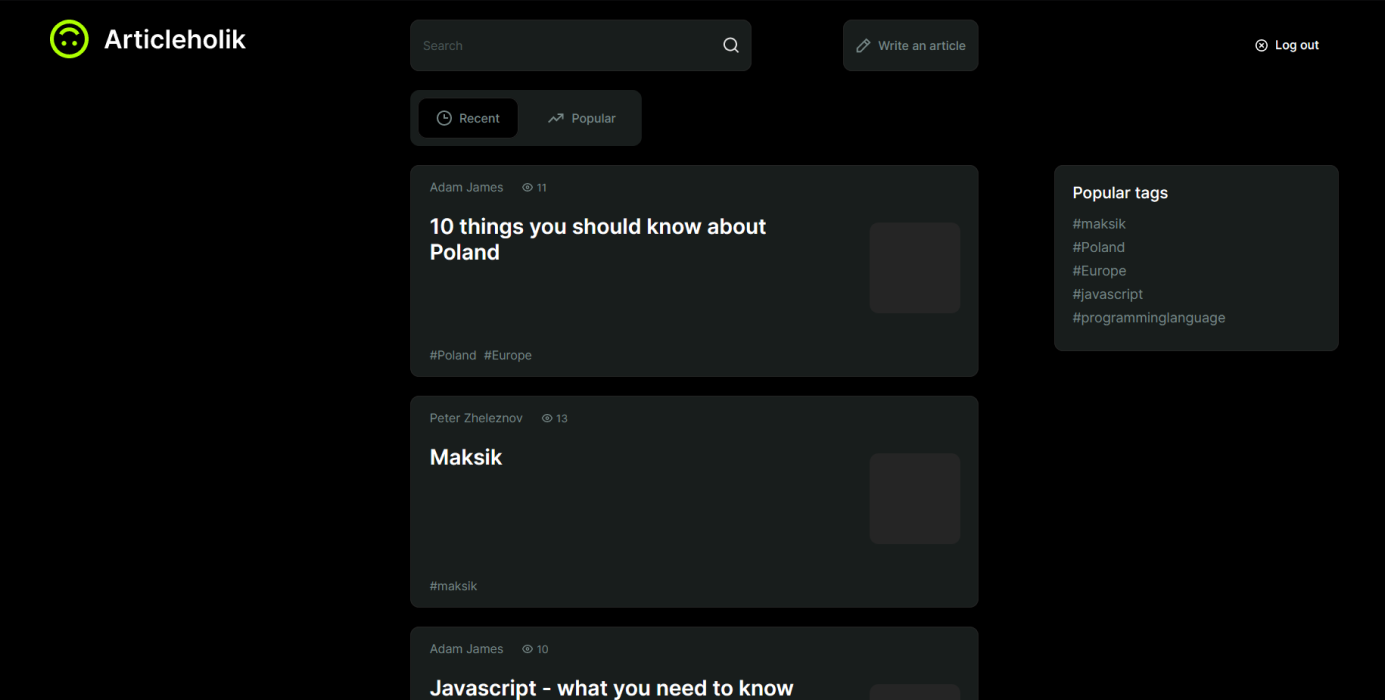 Articleholik
Search
Write an article
Log out
Recent
Popular
Adam James 11
10 things you should know about
Poland
#Poland #Europe
Popular tags
#maksik
#Poland
#Europe
#javascript
#programminglanguage
Peter Zheleznov 13
Maksik
#maksik
Adam James 10
Javascript - what you need to know